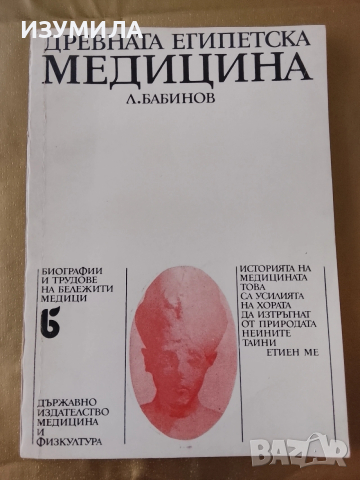 ИЗУМИЛА
ДРЕВНАТА ЕГИПЕТСКА
МЕДИЦИНА
Л.БАБИНОВ
БИОГРАФИИ
И ТРУДОВЕ
НА БЕЛЕЖИТИ
МЕДИЦИ
Б
ДЪРЖАВНО
ИЗДАТЕЛСТВО
МЕДИЦИНА
И
ФИЗКУЛТУРА
ИСТОРИЯТА НА
МЕДИЦИНАТА
ТОВА
СА УСИЛИЯТА
НА ХОРАТА
ДА ИЗТРЪГНАТ
ОТ ПРИРОДАТА
НЕЙНИТЕ
ТАЙНИ
ЕТИЕН МЕ
BAZAR